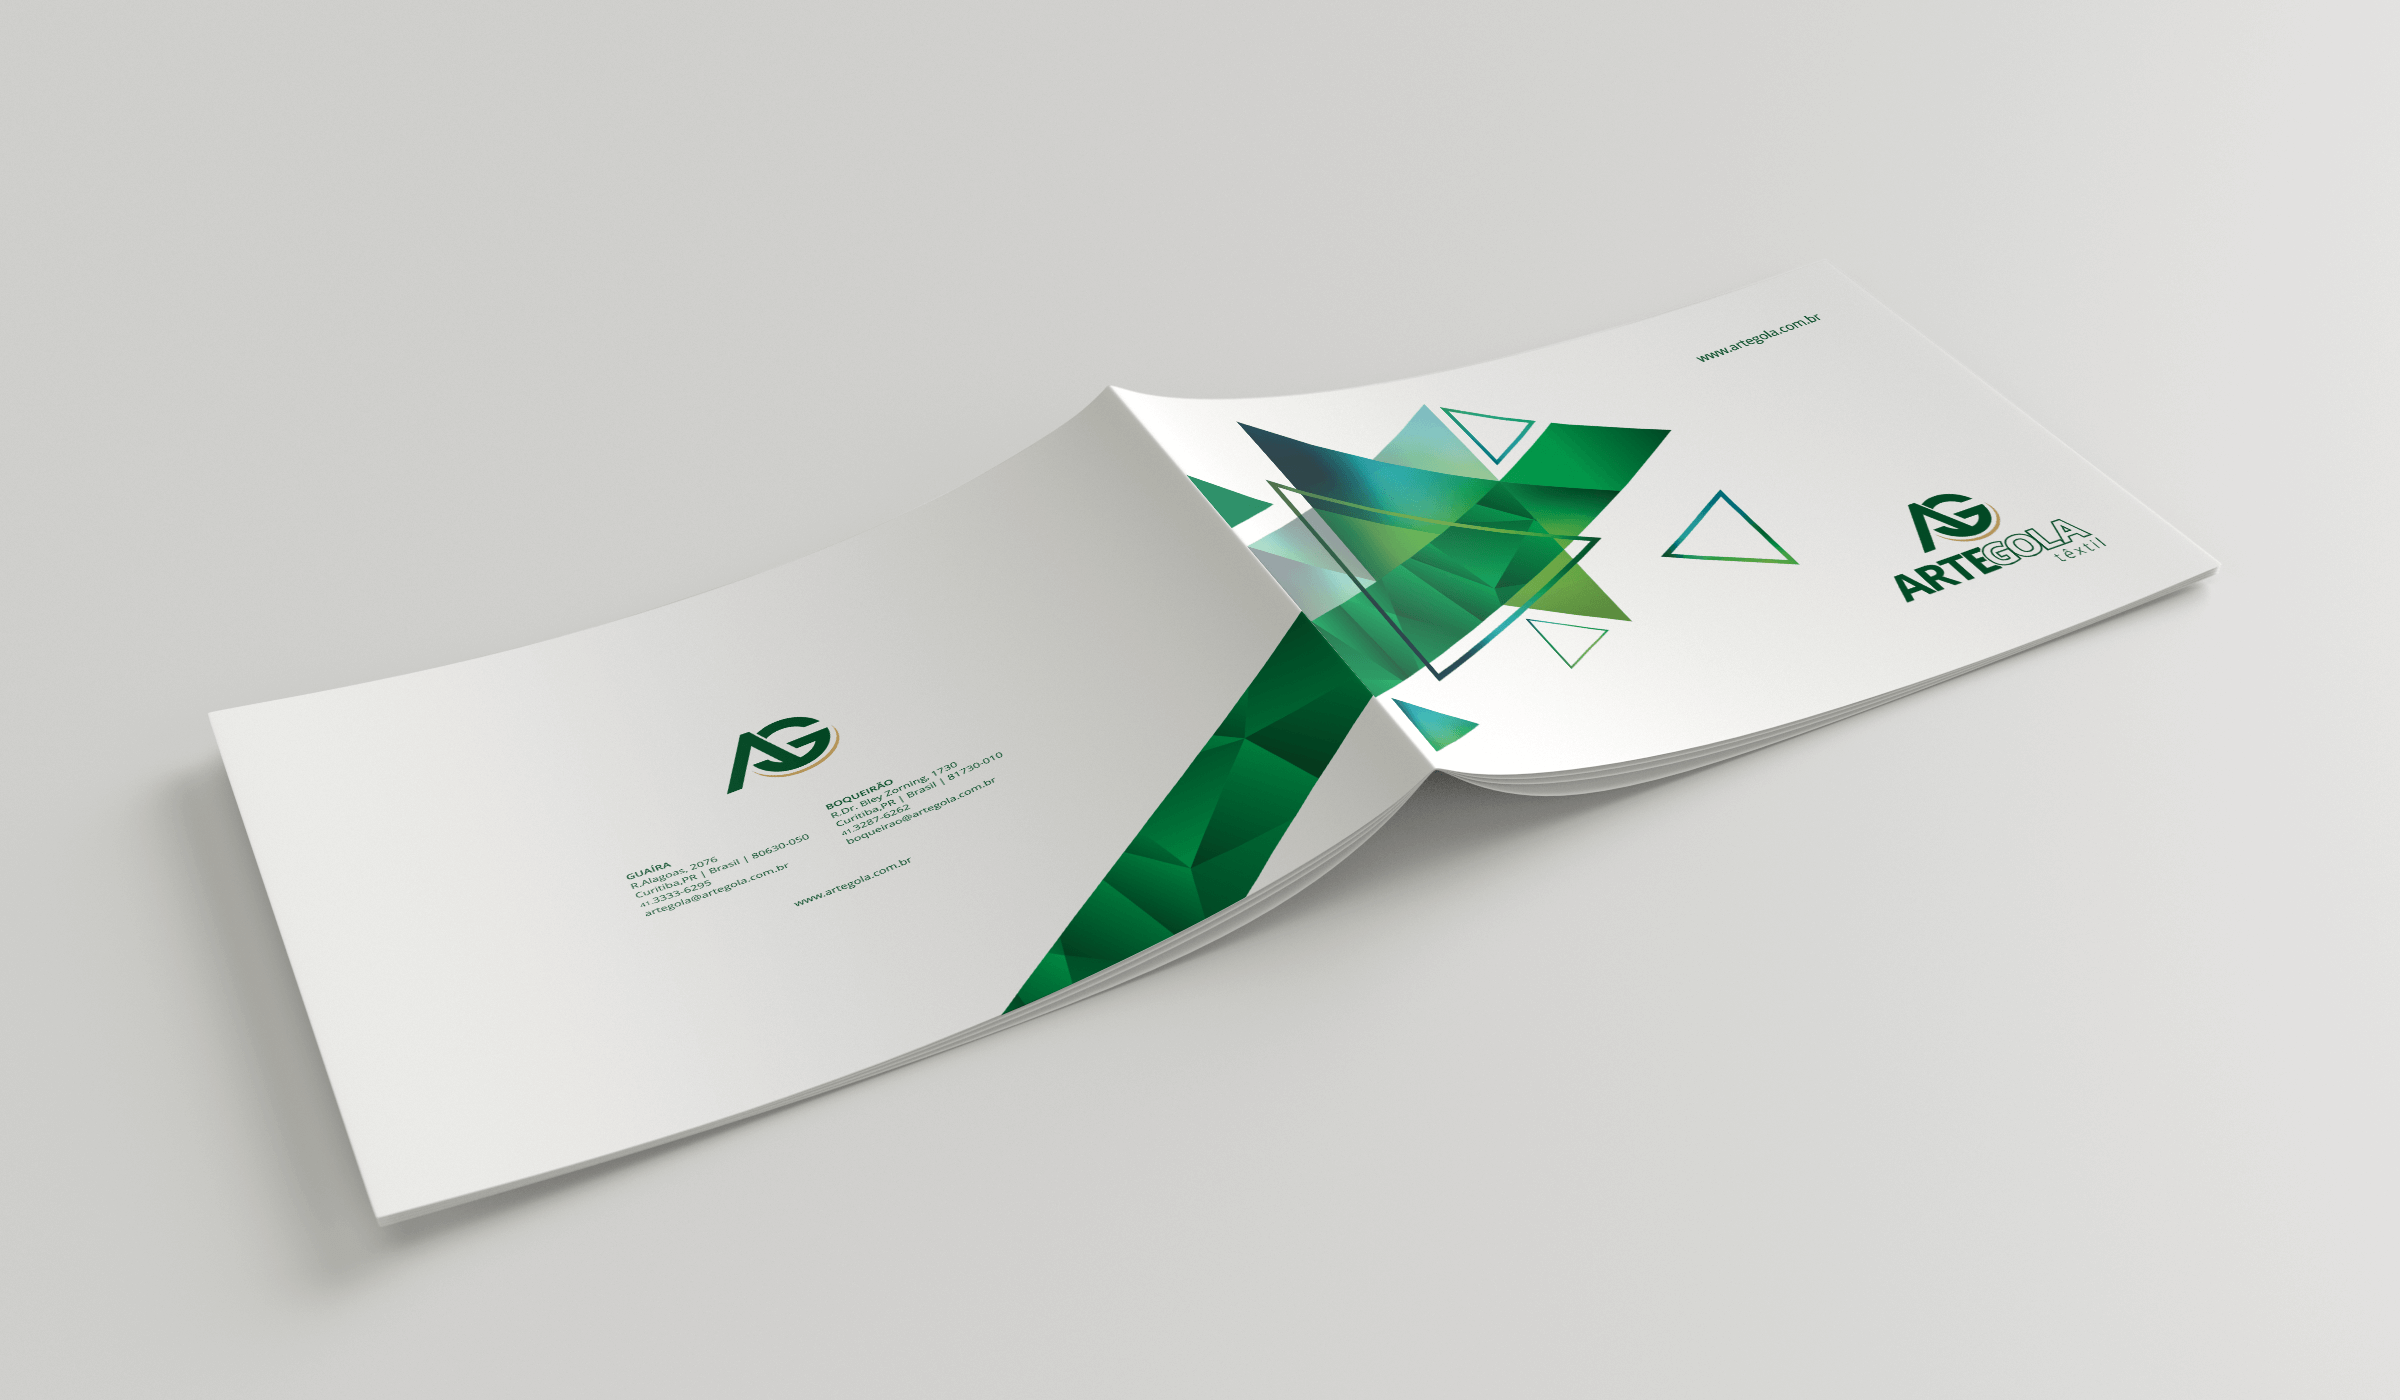 AG
GUAÍRA
R.Alagoas, 2076
Curitiba,PR | Brasil | 80630-050
41.3333-6295
artegola@artegola.com.br
BOQUEIRÃO
R.Dr. Bley Zorning, 1730
Curitiba,PR | Brasil | 81730-010
41.3287-6262
boqueirao@artegola.com.br
www.artegola.com.br
www.artegola.com.br
AG
ARTEGOLA
têxtil